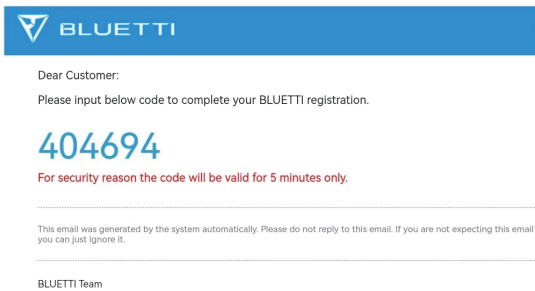 BLUETTI
Dear Customer:
Please input below code to complete your BLUETTI registration.
404694
For security reason the code will be valid for 5 minutes only.
This email was generated by the system automatically. Please do not reply to this email. If you are not expecting this email
you can just ignore it.
BLUETTI Team